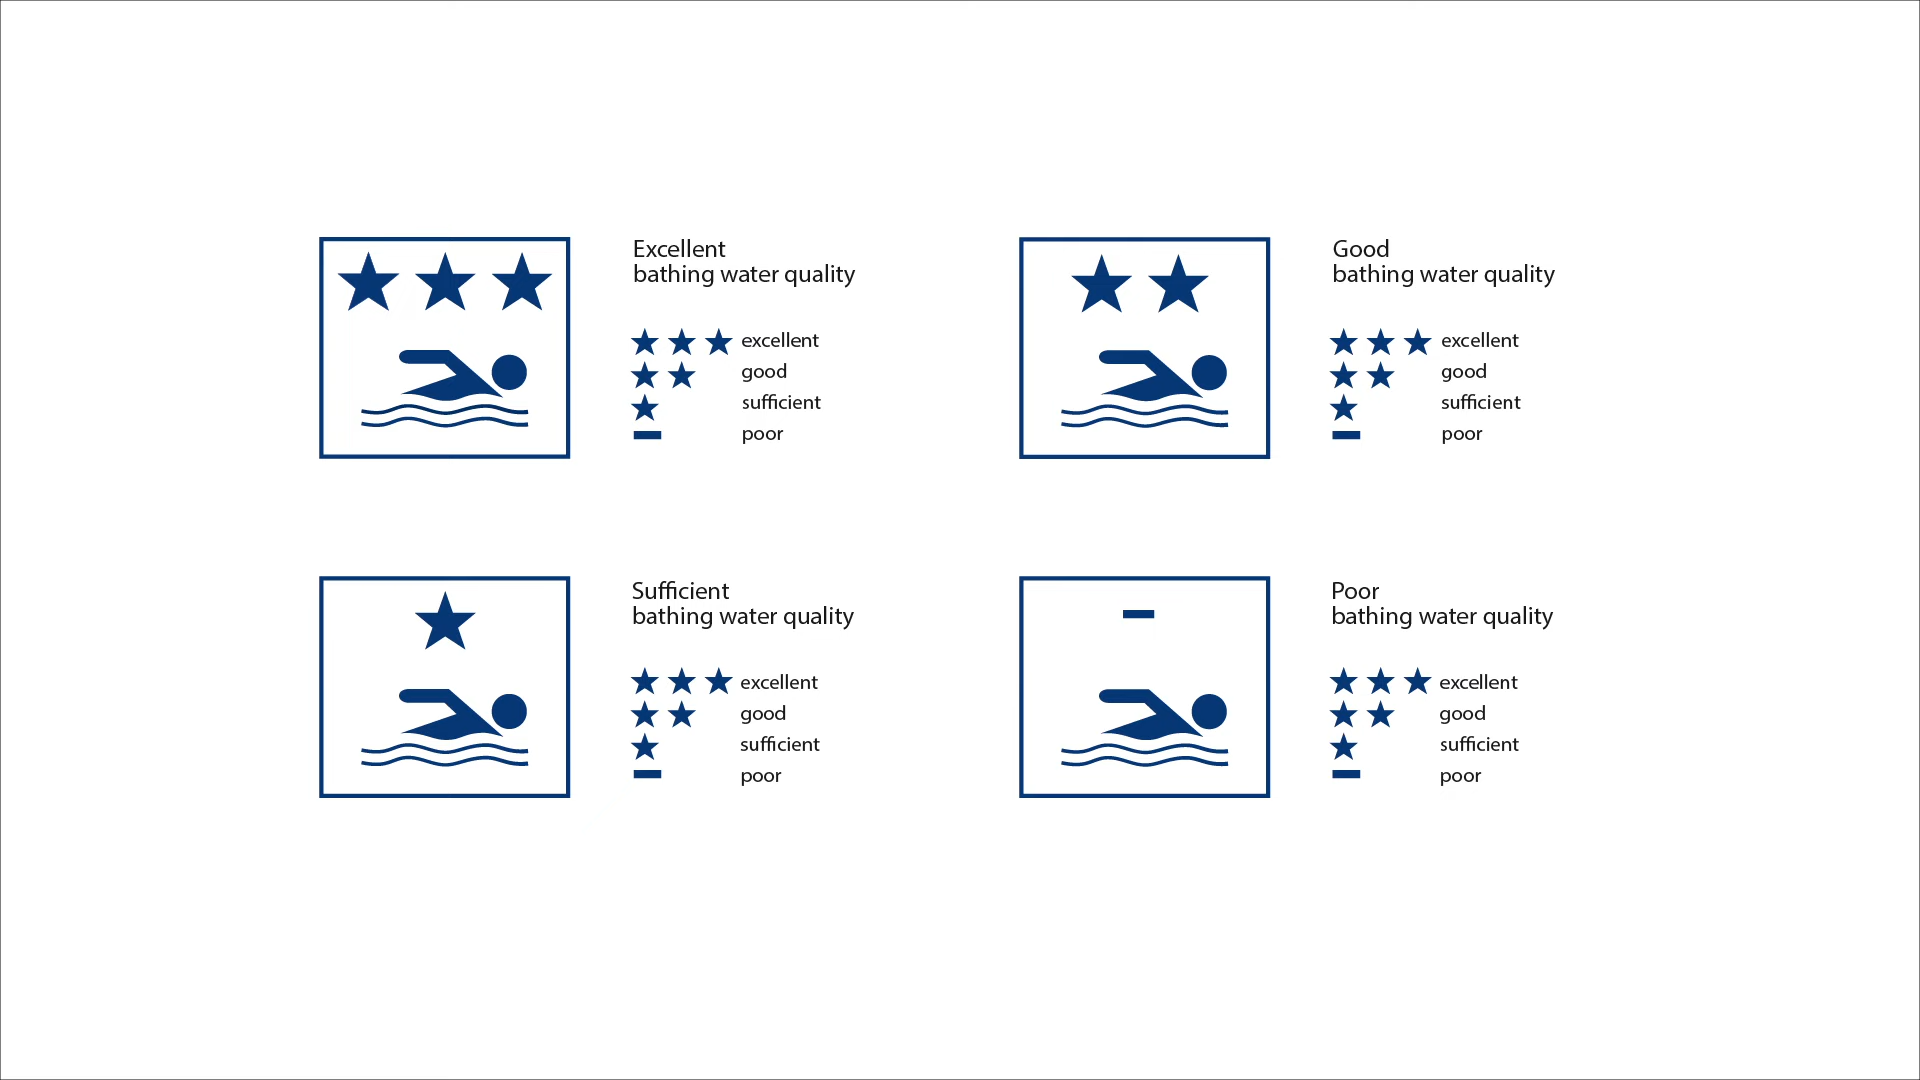 Excellent
bathing water quality
excellent
good
sufficient
poor
Good
bathing water quality
excellent
good
sufficient
poor
Sufficient
bathing water quality
excellent
good
sufficient
poor
Poor
bathing water quality
excellent
good
sufficient
poor